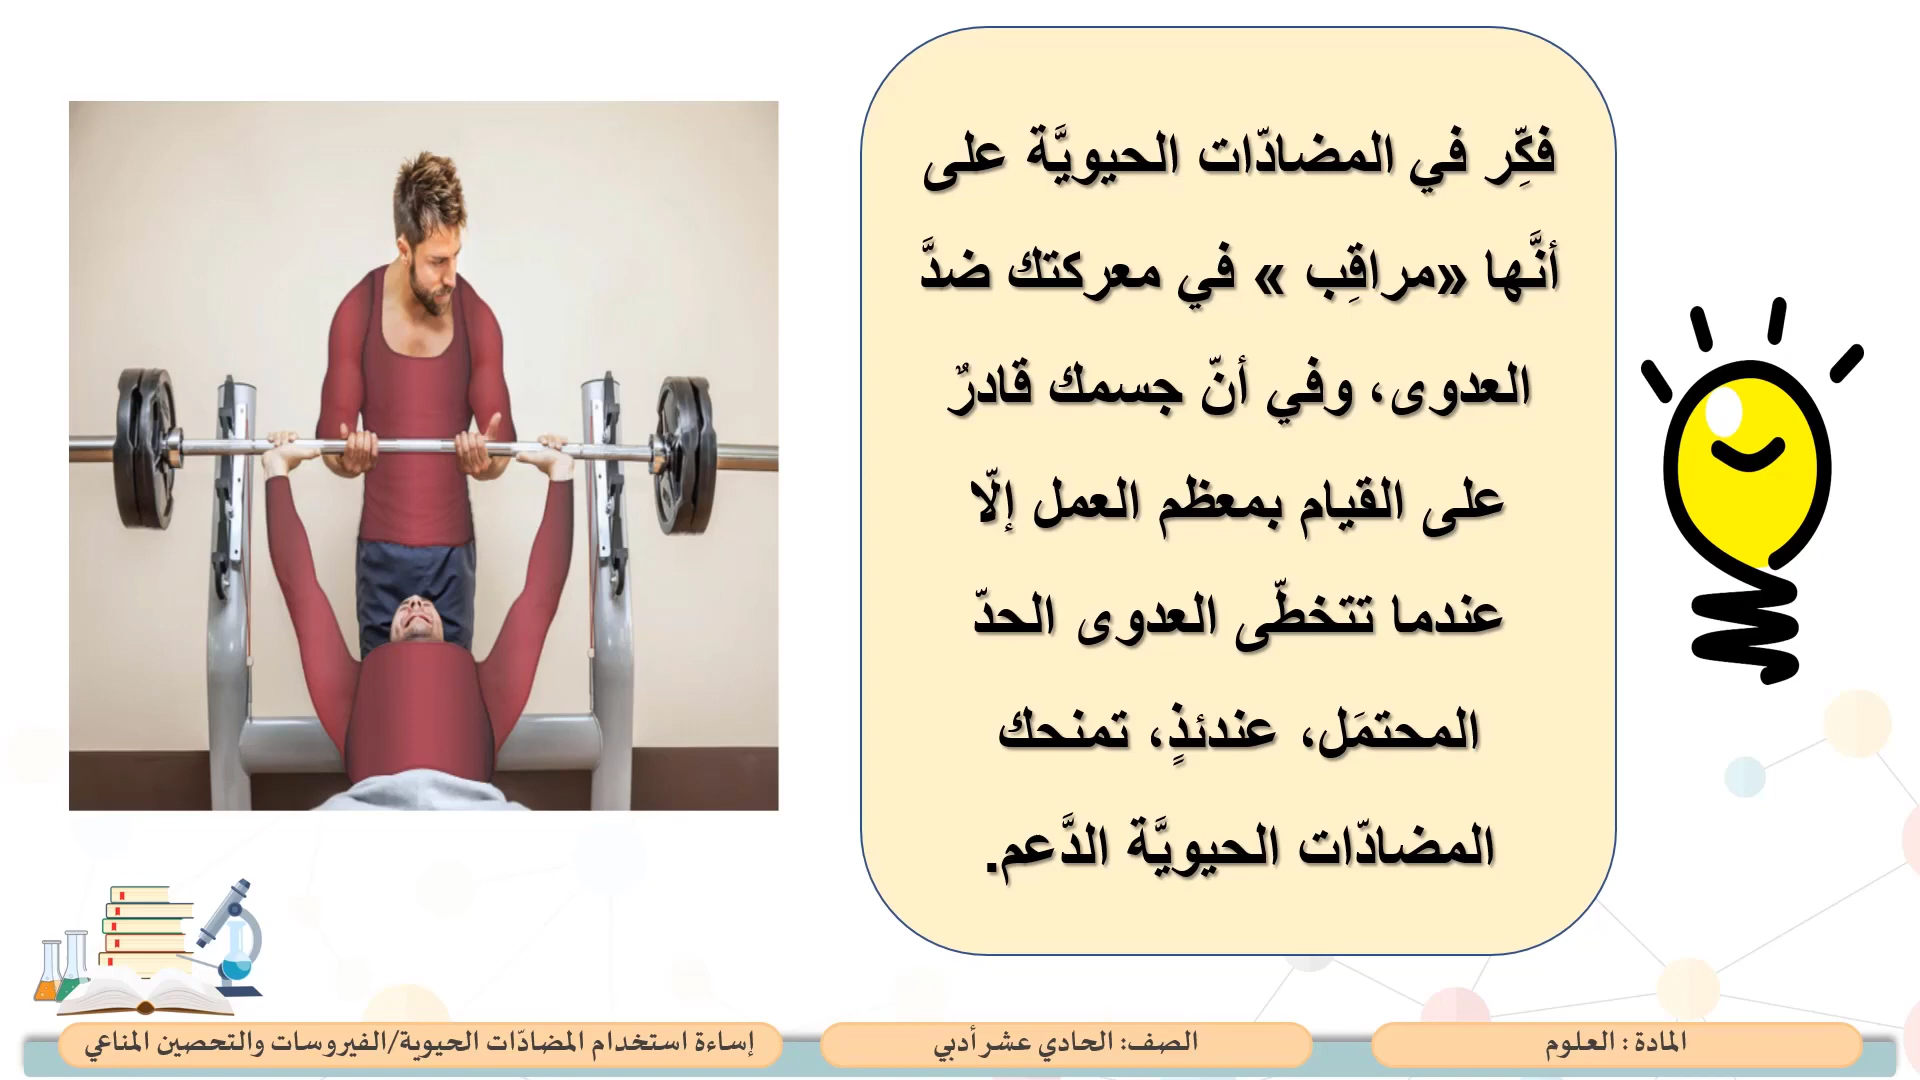 فكِّر في المضادّات الحيويَّة على
أنَّها «مراقِب » في معركتك ضدَّ
العدوى، وفي أنّ جسمك قادرٌ
على القيام بمعظم العمل إلّا
عندما تتخطّى العدوى الحدّ
المحتمَل، عندئذٍ، تمنحك
المضادّات الحيويَّة الدَّعم.
المادة : العلوم
الصف: الحادي عشر أدبي
إساءة استخدام المضادّات الحيوية/الفيروسات والتحصين المناعي